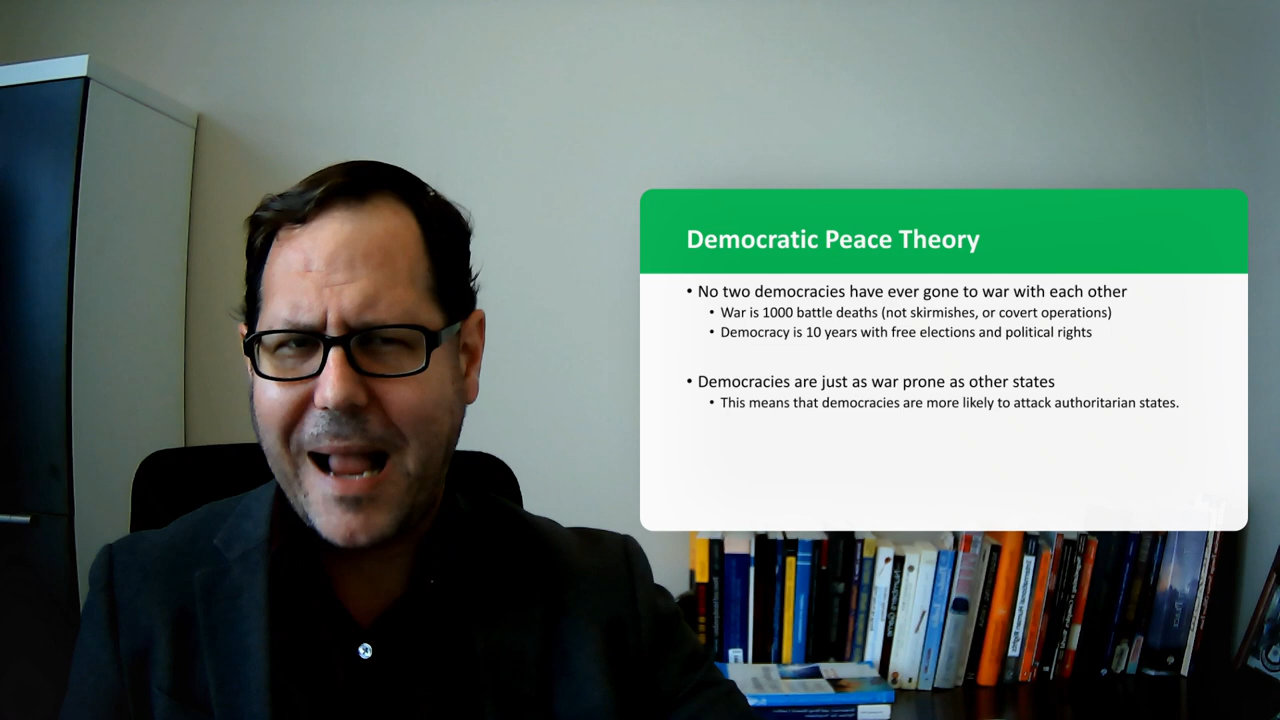 Democratic Peace Theory
• No two democracies have ever gone to war with each other
• War is 1000 battle deaths (not skirmishes, or covert operations)
• Democracy is 10 years with free elections and political rights
• Democracies are just as war prone as other states
• This means that democracies are more likely to attack authoritarian states.